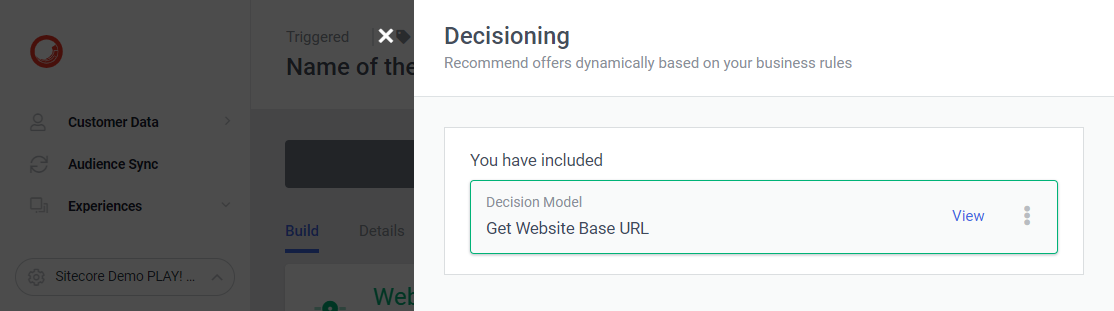 Triggered
Name of the
Customer Data
Audience Sync
Experiences
Sitecore Demo PLAY! ...
Build
Details
Decisioning
Recommend offers dynamically based on your business rules
You have included
Decision Model
Get Website Base URL
View